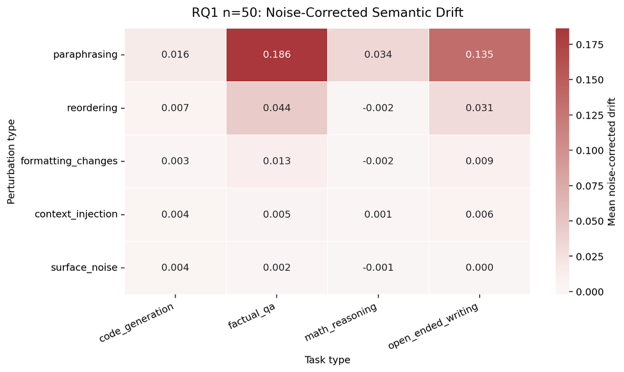 RQ1 n=50: Noise-Corrected Semantic Drift
Perturbation type
paraphrasing 0.016 0.186 0.034 0.135
reordering 0.007 0.044 -0.002 0.031
formatting_changes 0.003 0.013 -0.002 0.009
context_injection 0.004 0.005 0.001 0.006
surface_noise 0.004 0.002 -0.001 0.000
code_generation factual_qa math_reasoning open_ended_writing
Task type
0.175
0.150
0.125
0.100
0.075
0.050
0.025
0.000
Mean noise-corrected drift